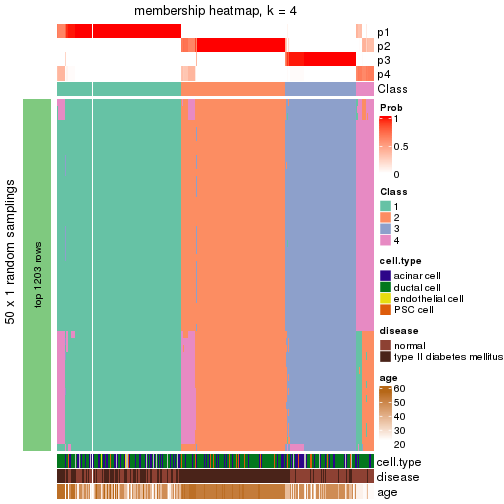 membership heatmap, k = 4
p1
p2
p3
p4
Class
50 x 1 random samplings
top 1203 rows
Prob
1
0.5
0
Class
1
2
3
4
cell.type
acinar cell
ductal cell
endothelial cell
PSC cell
disease
normal
type II diabetes mellitus
age
60
50
40
30
20
cell.type
disease
age